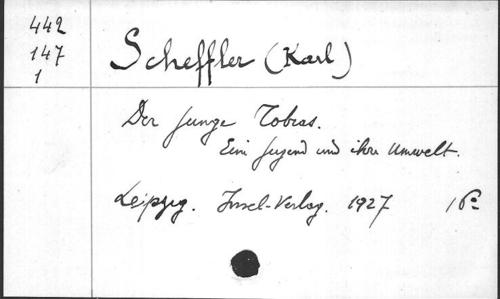 442
147
1
Scheffler (Karl)
Der junge Tobias.
Eine Jugend und ihre Umwelt.
Leipzig. Insel-Verlag. 1927 16°